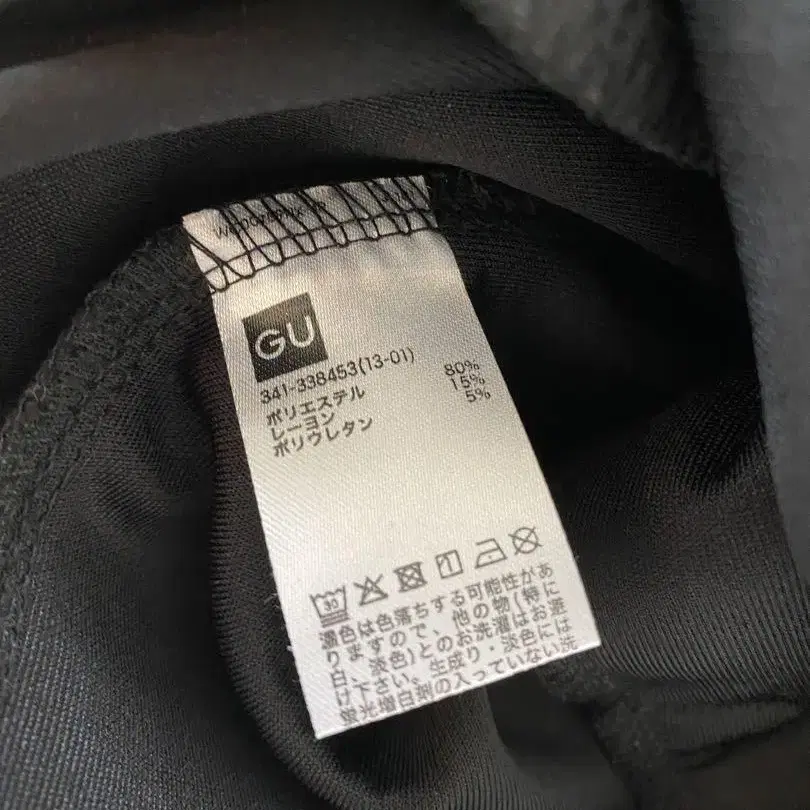 GU
341-338453(13-01)
ポリエステル 80%
レーヨン 15%
ポリウレタン 5%
30
濃色は色落ちする可能性があ
りますので、他の物(特に
白、淡色)とのお洗濯はお避
け下さい。生成り・淡色には
蛍光増白剤の入っていない洗